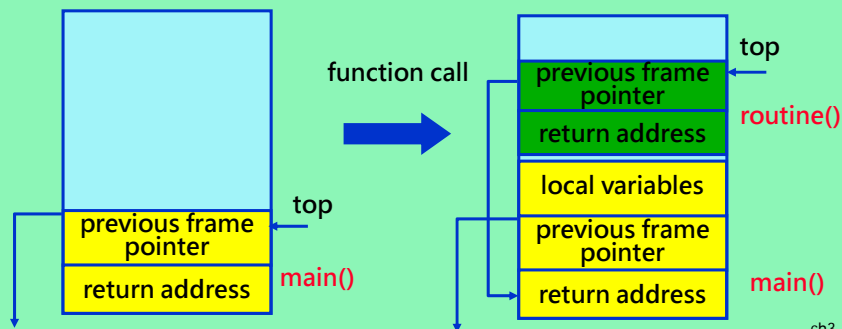 function call
top
previous frame
pointer
return address
main()
top
previous frame
pointer
return address
routine()
local variables
previous frame
pointer
return address
main()